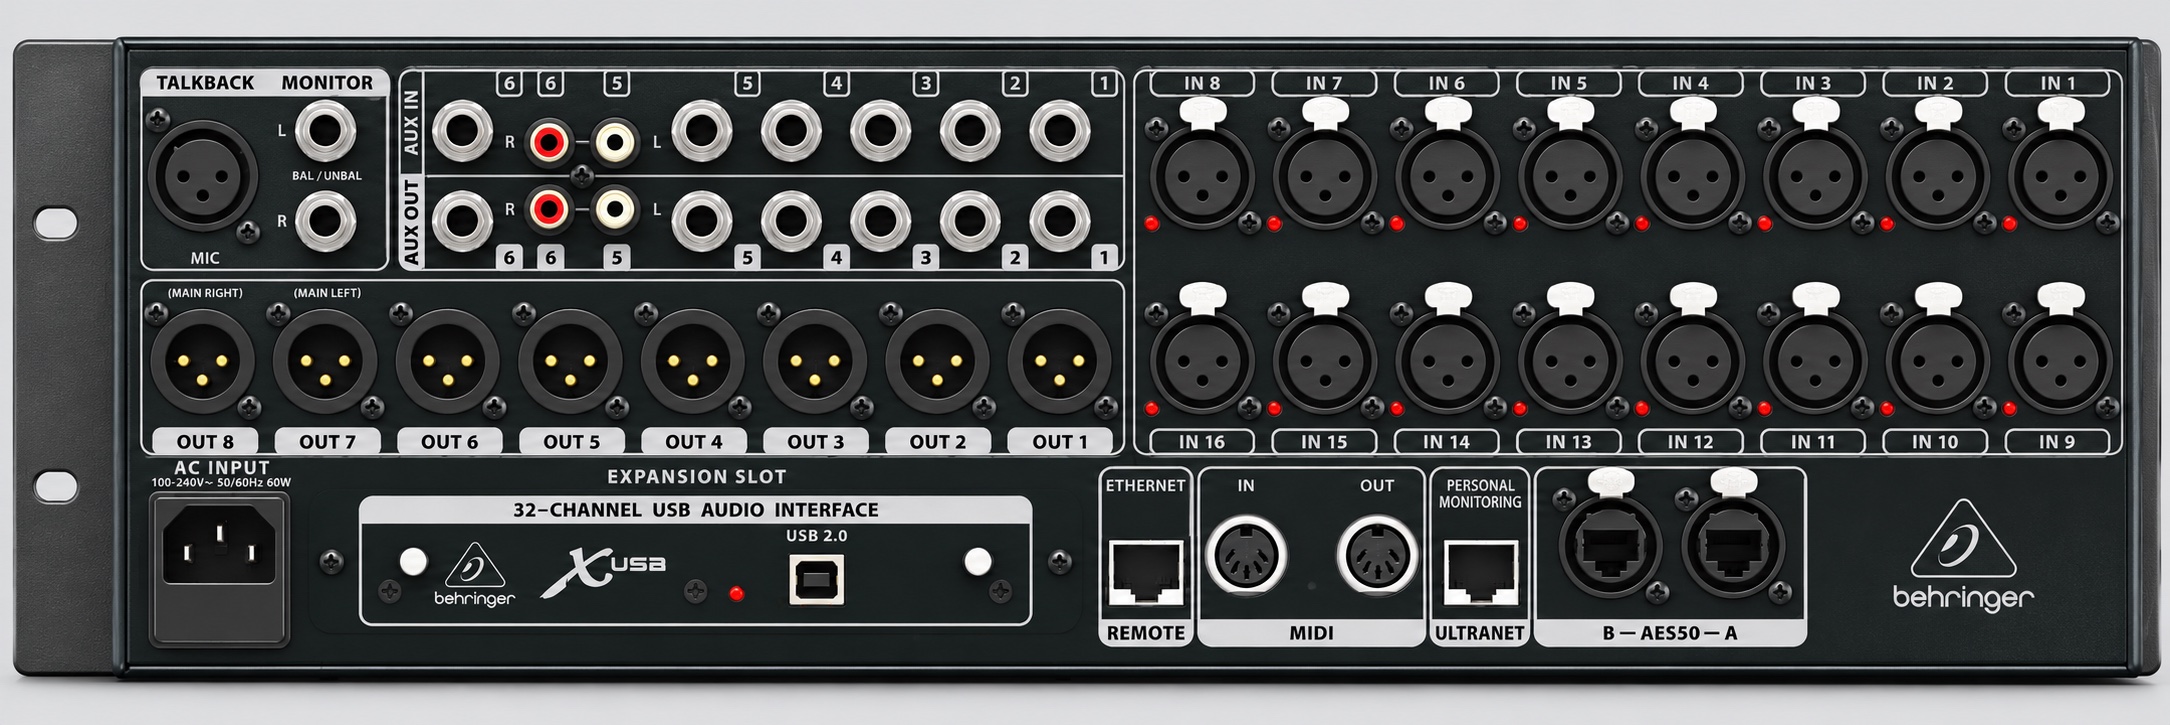 TALKBACK
MONITOR
L
BAL / UNBAL
R
MIC
AUX IN
6 6 5 5 4 3 2 1
R L
AUX OUT
R L
6 6 5 5 4 3 2 1
IN 8 IN 7 IN 6 IN 5 IN 4 IN 3 IN 2 IN 1
(MAIN RIGHT) (MAIN LEFT)
OUT 8 OUT 7 OUT 6 OUT 5 OUT 4 OUT 3 OUT 2 OUT 1
IN 16 IN 15 IN 14 IN 13 IN 12 IN 11 IN 10 IN 9
AC INPUT
100-240V~ 50/60Hz 60W
EXPANSION SLOT
32-CHANNEL USB AUDIO INTERFACE
USB 2.0
behringer
X USB
ETHERNET
REMOTE
IN OUT
MIDI
PERSONAL
MONITORING
ULTRANET
B — AES50 — A
behringer